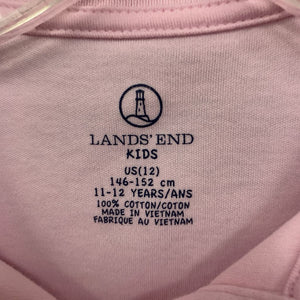 LANDS' END
KIDS
US(12)
146-152 cm
11-12 YEARS/ANS
100% COTTON/COTON
MADE IN VIETNAM
FABRIQUE AU VIETNAM